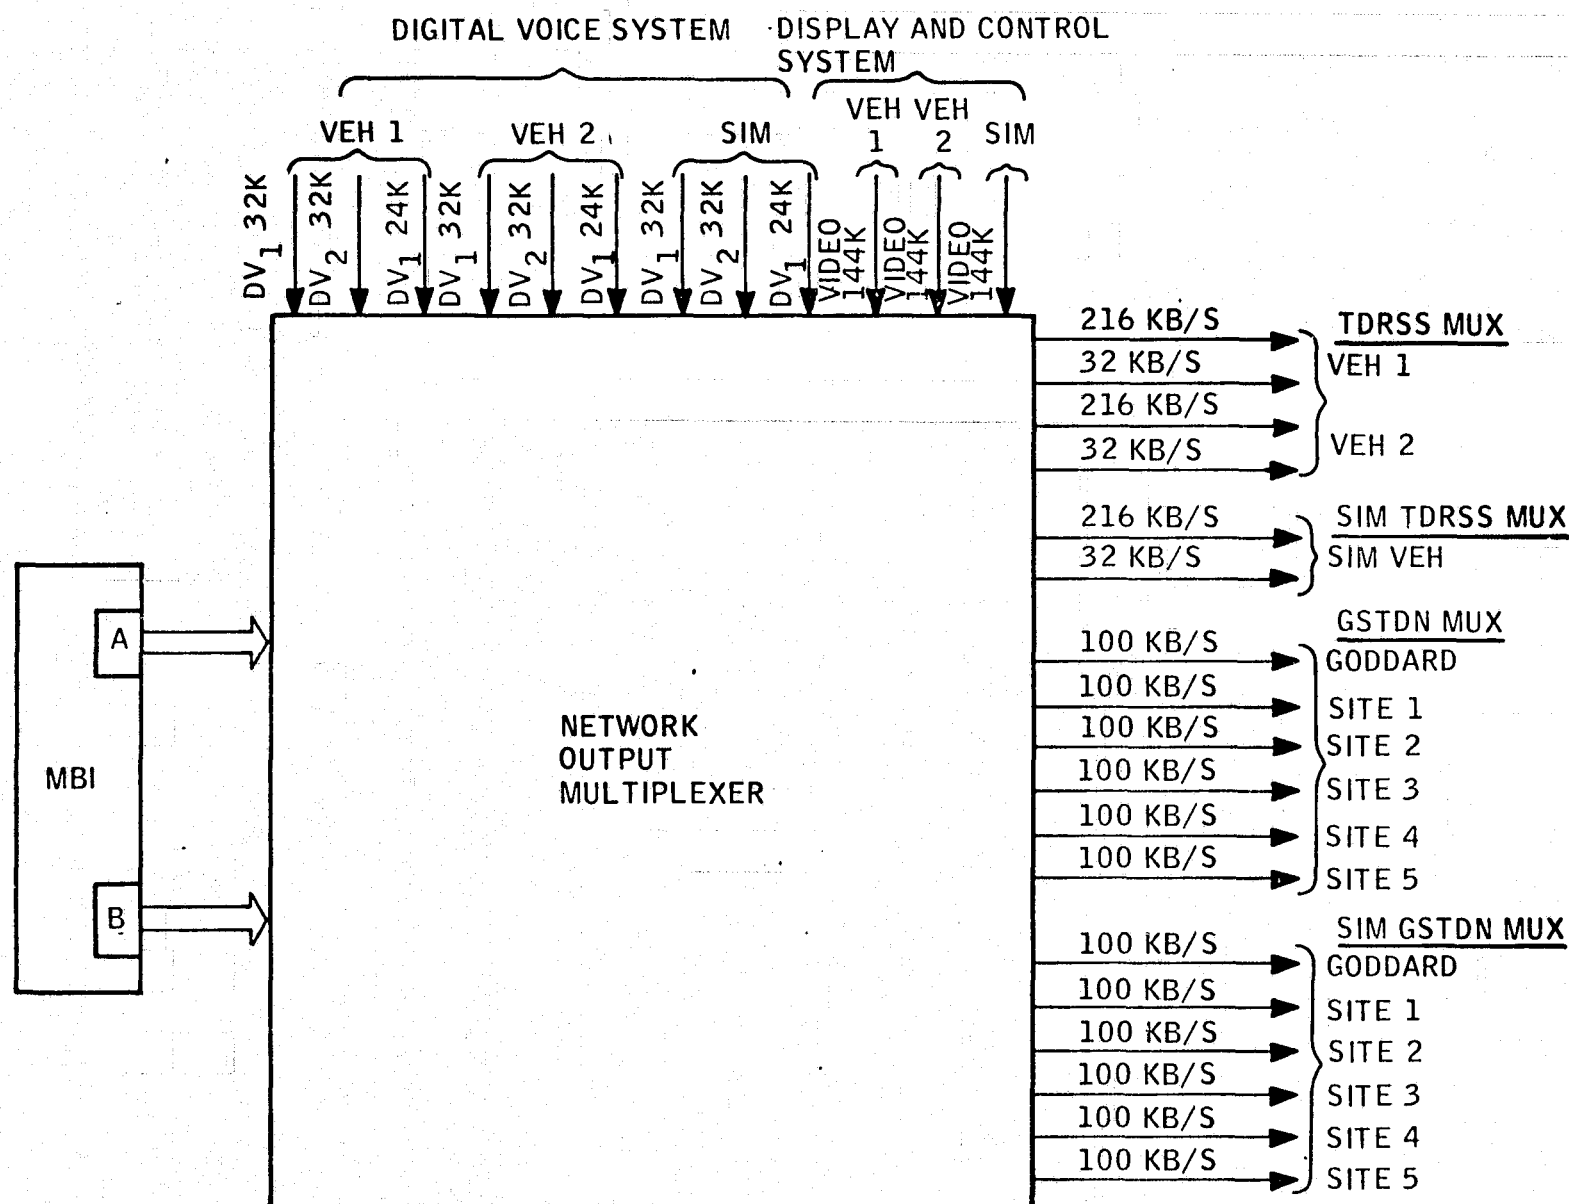 DIGITAL VOICE SYSTEM
DISPLAY AND CONTROL
SYSTEM
VEH 1
VEH 2
SIM
VEH
1
VEH
2
SIM
DV1 32K
DV2 32K
DV1 24K
DV1 32K
DV2 32K
DV1 24K
DV1 32K
DV2 32K
DV1 24K
VIDEO
144K
VIDEO
144K
VIDEO
144K
216 KB/S
TDRSS MUX
32 KB/S
VEH 1
216 KB/S
32 KB/S
VEH 2
216 KB/S
SIM TDRSS MUX
32 KB/S
SIM VEH
GSTDN MUX
100 KB/S
GODDARD
100 KB/S
SITE 1
100 KB/S
SITE 2
100 KB/S
SITE 3
100 KB/S
SITE 4
100 KB/S
SITE 5
SIM GSTDN MUX
100 KB/S
GODDARD
100 KB/S
SITE 1
100 KB/S
SITE 2
100 KB/S
SITE 3
100 KB/S
SITE 4
100 KB/S
SITE 5
A
MBI
B
NETWORK
OUTPUT
MULTIPLEXER